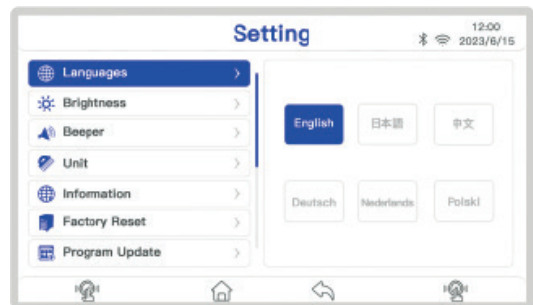 Setting
12:00
2023/6/15
Languages
Brightness
Beeper
Unit
Information
Factory Reset
Program Update
English
日本語
中文
Deutsch
Nederlands
Polski